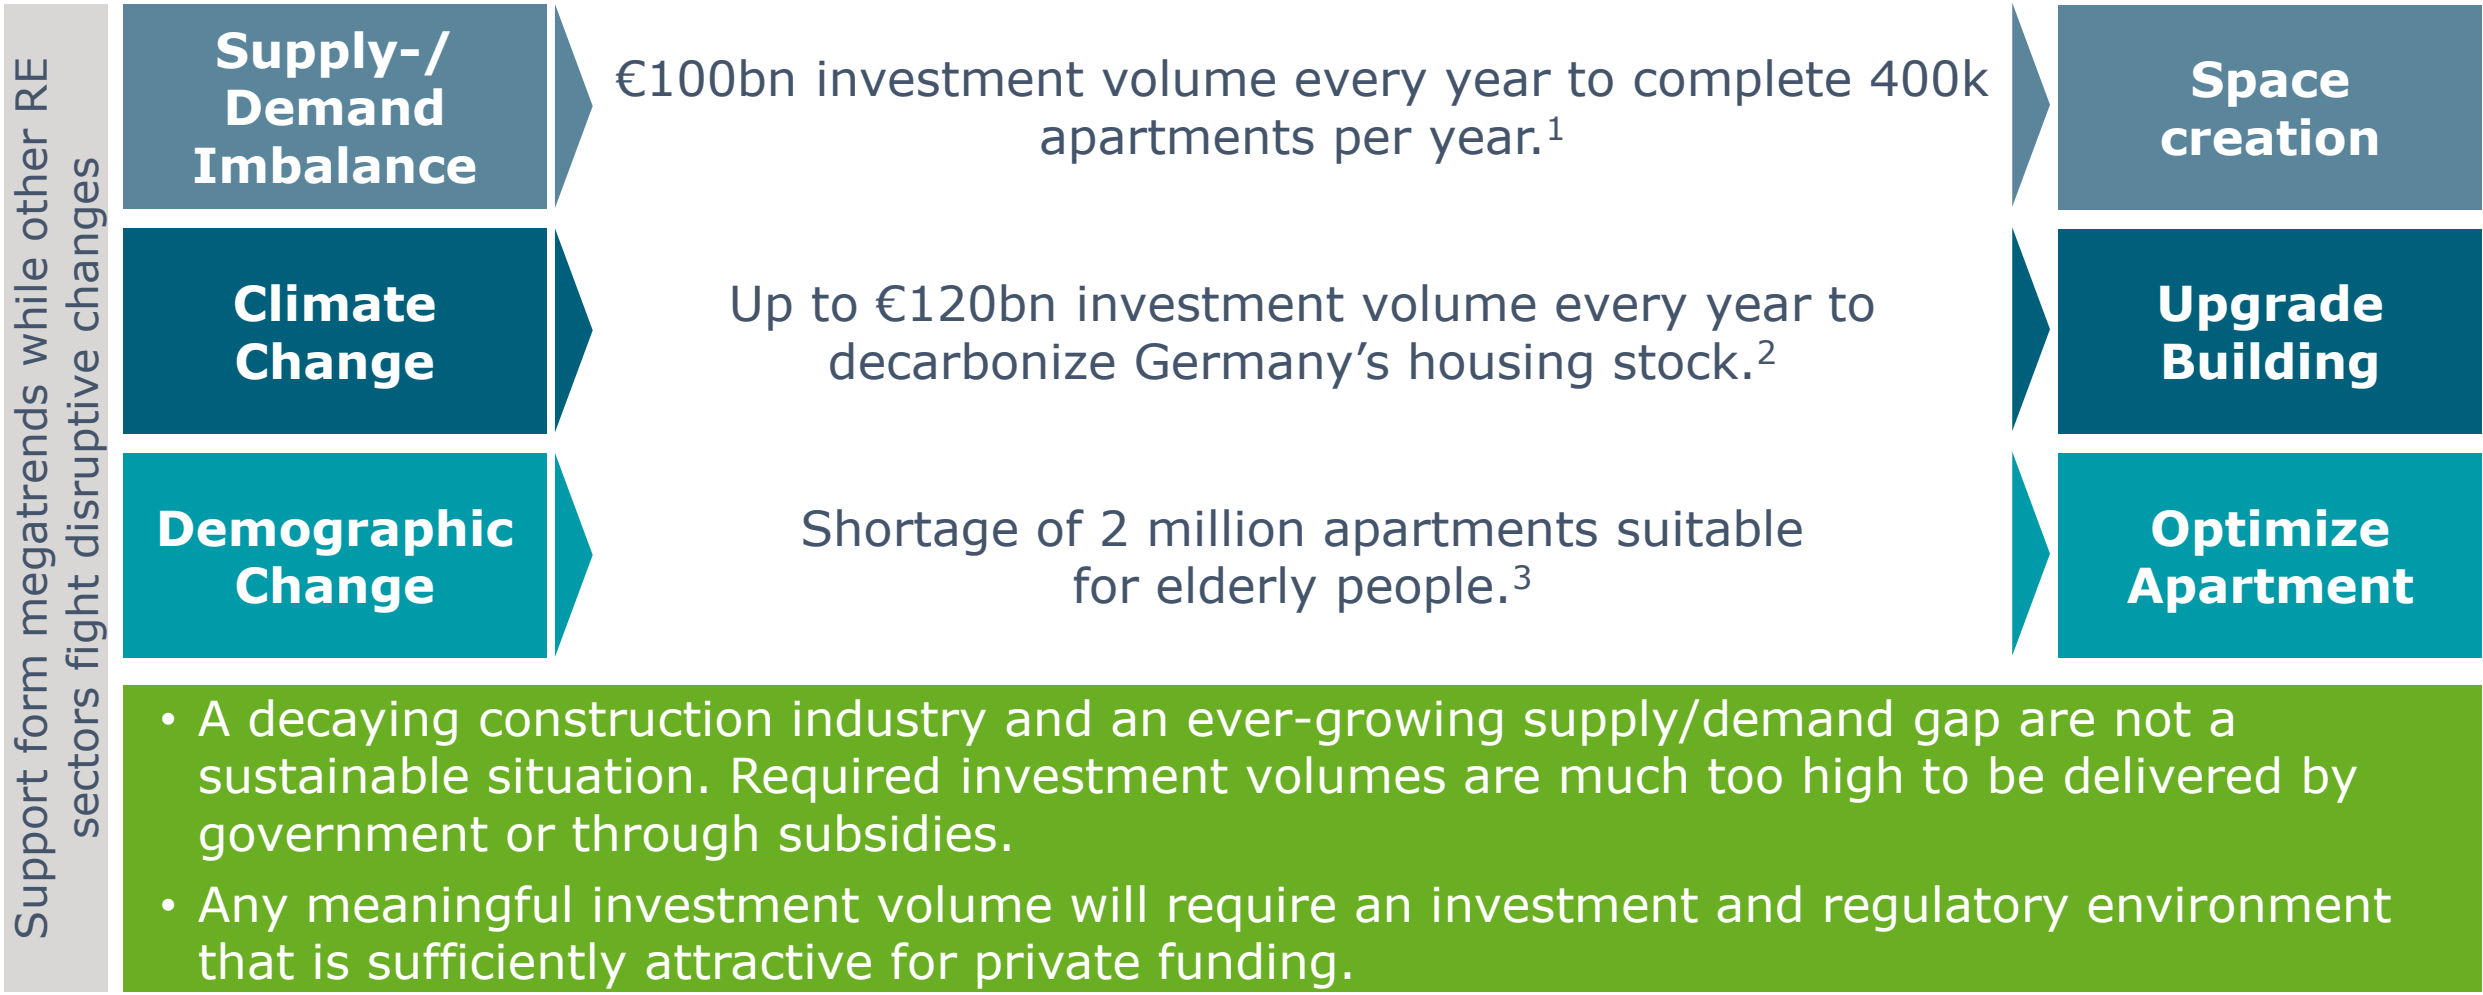 Support form megatrends while other RE
sectors fight disruptive changes
Supply-/
Demand
Imbalance
€100bn investment volume every year to complete 400k
apartments per year.¹
Space
creation
Climate
Change
Up to €120bn investment volume every year to
decarbonize Germany’s housing stock.²
Upgrade
Building
Demographic
Change
Shortage of 2 million apartments suitable
for elderly people.³
Optimize
Apartment
• A decaying construction industry and an ever-growing supply/demand gap are not a
sustainable situation. Required investment volumes are much too high to be delivered by
government or through subsidies.
• Any meaningful investment volume will require an investment and regulatory environment
that is sufficiently attractive for private funding.